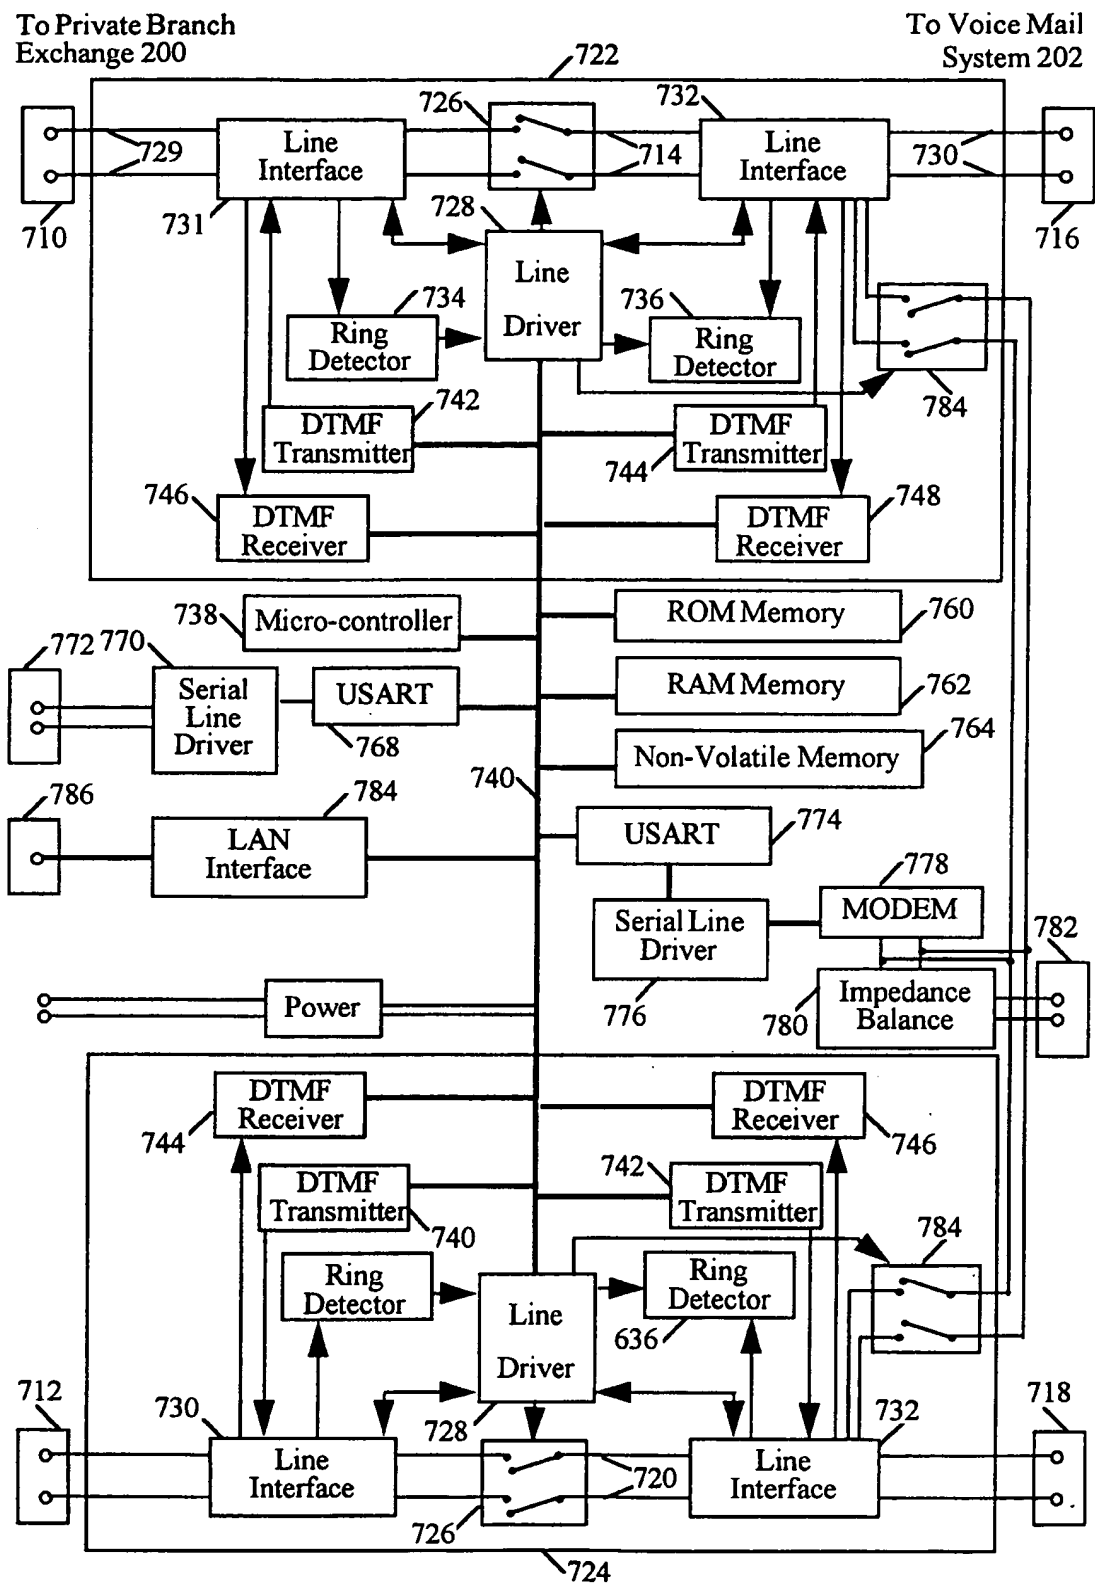 To Private Branch
Exchange 200
To Voice Mail
System 202
722
726
732
Line
Interface
Line
Interface
729
714
730
710
731
728
716
Line
Driver
734
736
Ring
Detector
Ring
Detector
784
742
DTMF
Transmitter
DTMF
Transmitter
744
746
748
DTMF
Receiver
DTMF
Receiver
738
Micro-controller
ROM Memory
760
772
770
Serial
Line
Driver
USART
768
RAM Memory
762
764
Non-Volatile Memory
740
786
784
LAN
Interface
USART
774
778
MODEM
Serial Line
Driver
776
782
Power
780
Impedance
Balance
DTMF
Receiver
744
DTMF
Receiver
746
742
DTMF
Transmitter
740
DTMF
Transmitter
784
Ring
Detector
Ring
Detector
636
Line
Driver
712
730
728
732
718
Line
Interface
720
Line
Interface
726
724